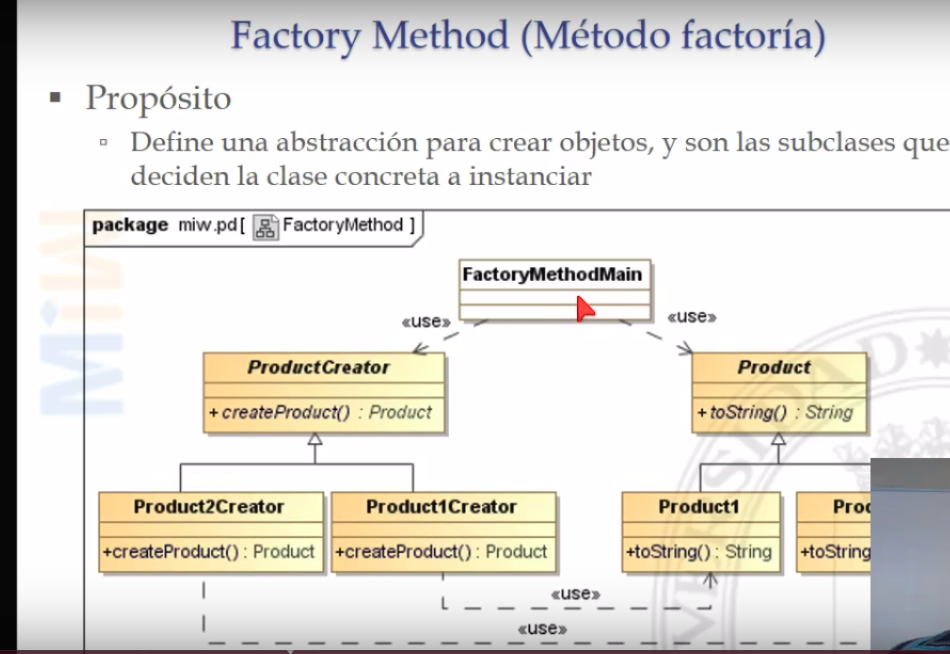 Factory Method (Método factoría)
▪ Propósito
▫ Define una abstracción para crear objetos, y son las subclases que
deciden la clase concreta a instanciar
package miw.pd[ FactoryMethod ]
FactoryMethodMain
«use» «use»
ProductCreator
+createProduct() : Product
Product
+toString() : String
Product2Creator
+createProduct() : Product
Product1Creator
+createProduct() : Product
Product1
+toString() : String
+toString
«use»
«use»
MiW